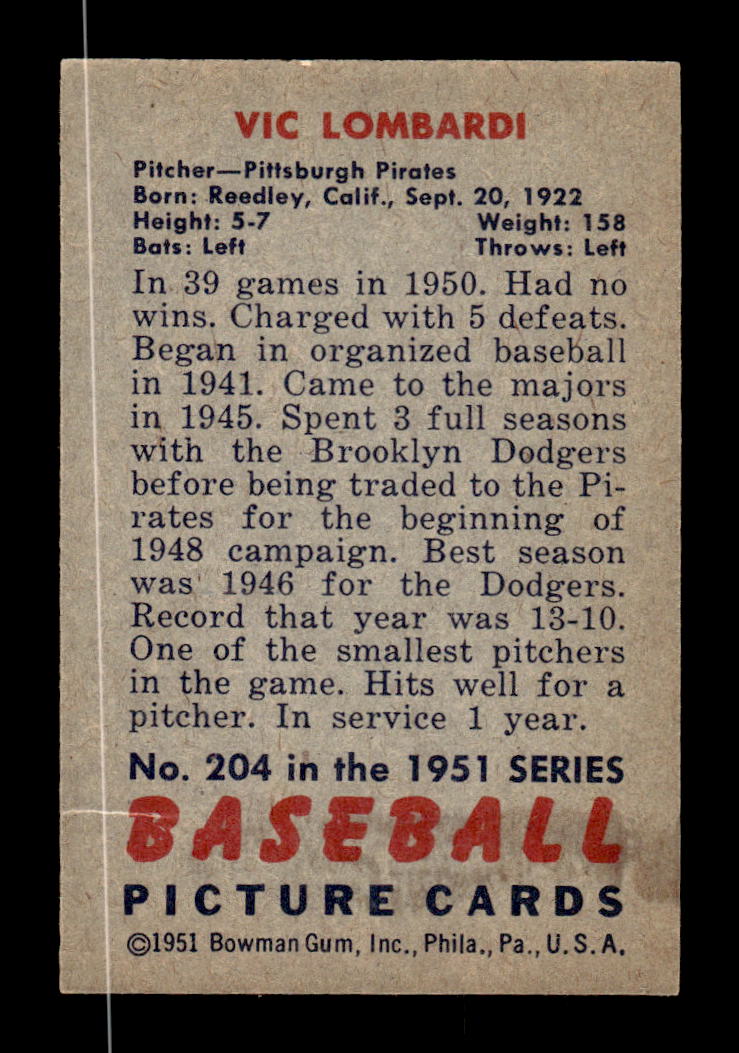 VIC LOMBARDI
Pitcher—Pittsburgh Pirates
Born: Reedley, Calif., Sept. 20, 1922
Height: 5-7 Weight: 158
Bats: Left Throws: Left
In 39 games in 1950. Had no
wins. Charged with 5 defeats.
Began in organized baseball
in 1941. Came to the majors
in 1945. Spent 3 full seasons
with the Brooklyn Dodgers
before being traded to the Pi-
rates for the beginning of
1948 campaign. Best season
was 1946 for the Dodgers.
Record that year was 13-10.
One of the smallest pitchers
in the game. Hits well for a
pitcher. In service 1 year.
No. 204 in the 1951 SERIES
BASEBALL
PICTURE CARDS
©1951 Bowman Gum, Inc., Phila., Pa., U.S.A.